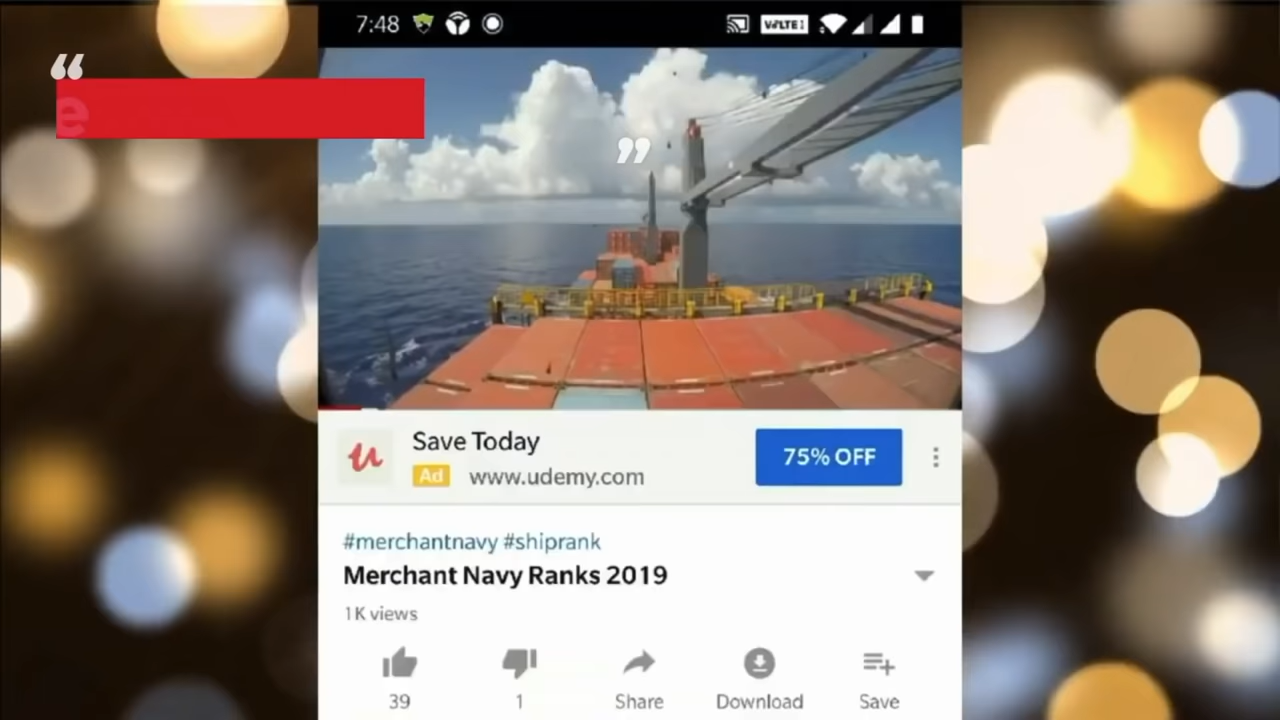 7:48 VoLTE
“
e
”
Save Today
75% OFF
Ad www.udemy.com
#merchantnavy #shiprank
Merchant Navy Ranks 2019
1K views
39 1 Share Download Save